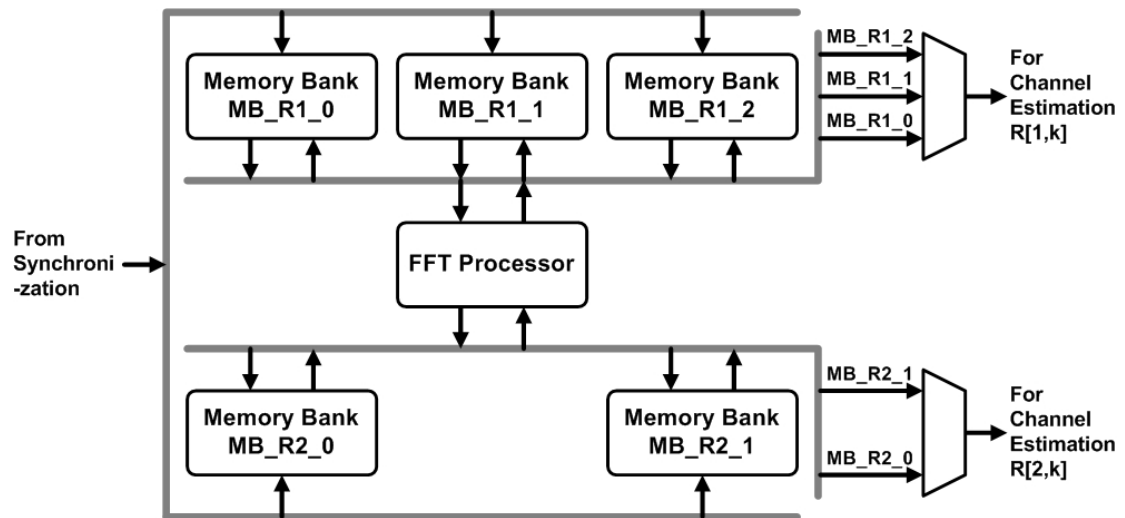 Memory Bank
MB_R1_0
Memory Bank
MB_R1_1
Memory Bank
MB_R1_2
MB_R1_2
MB_R1_1
MB_R1_0
For
Channel
Estimation
R[1,k]
From
Synchroni
-zation
FFT Processor
Memory Bank
MB_R2_0
Memory Bank
MB_R2_1
MB_R2_1
MB_R2_0
For
Channel
Estimation
R[2,k]